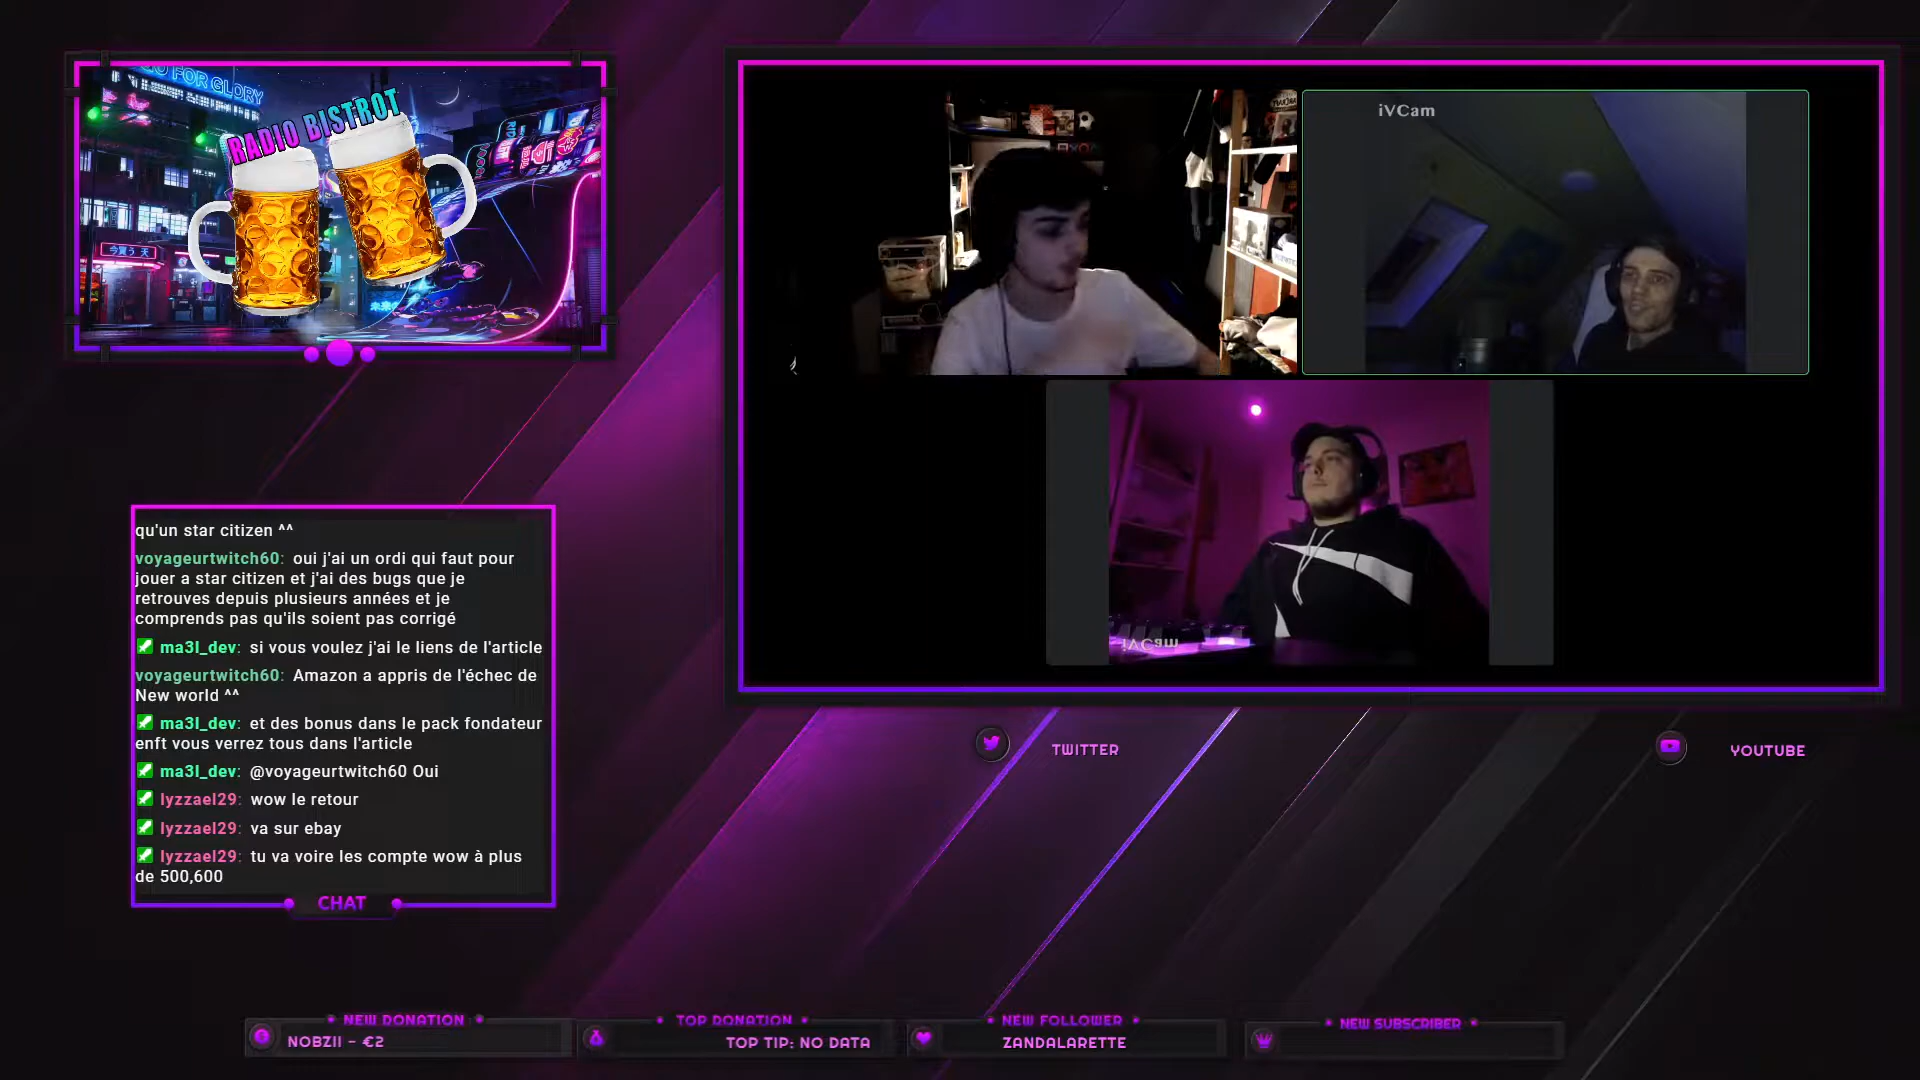 FOR GLORY
RADIO BISTROT
iVCam
iVCam
qu'un star citizen ^^
voyageurtwitch60: oui j'ai un ordi qui faut pour
jouer a star citizen et j'ai des bugs que je
retrouves depuis plusieurs années et je
comprends pas qu'ils soient pas corrigé
ma3l_dev: si vous voulez j'ai le liens de l'article
voyageurtwitch60: Amazon a appris de l'échec de
New world ^^
ma3l_dev: et des bonus dans le pack fondateur
enft vous verrez tous dans l'article
ma3l_dev: @voyageurtwitch60 Oui
lyzzael29: wow le retour
lyzzael29: va sur ebay
lyzzael29: tu va voire les compte wow à plus
de 500,600
CHAT
TWITTER
YOUTUBE
NEW DONATION
NOBZII - €2
TOP DONATION
TOP TIP: NO DATA
NEW FOLLOWER
ZANDALARETTE
NEW SUBSCRIBER